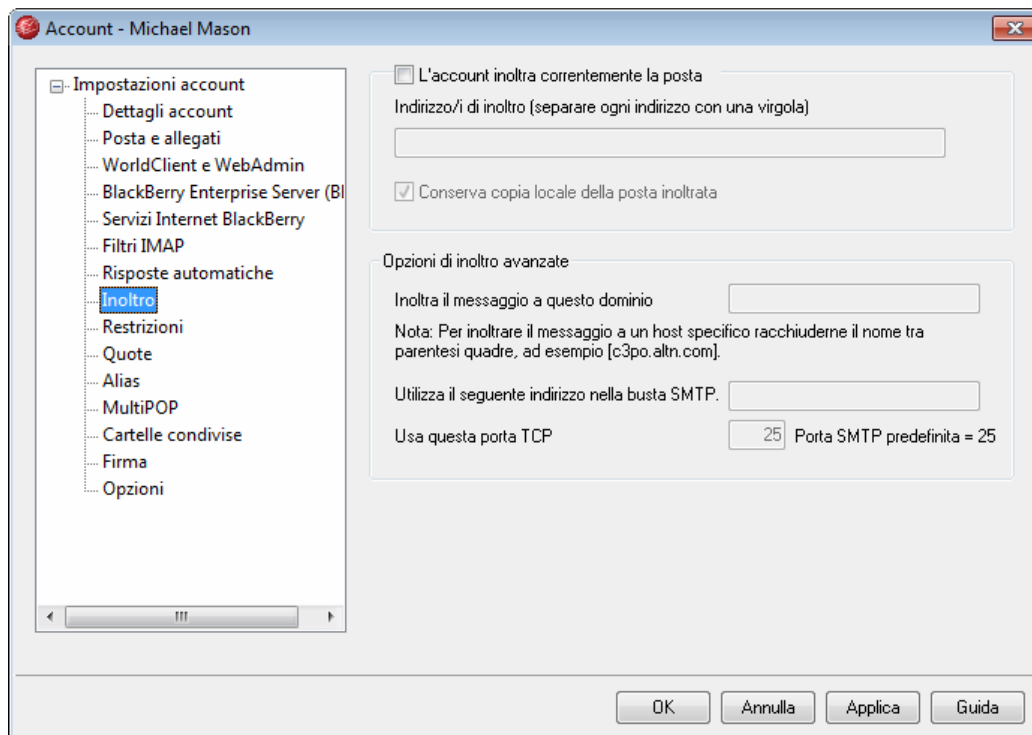 Account - Michael Mason
Impostazioni account
Dettagli account
Posta e allegati
WorldClient e WebAdmin
BlackBerry Enterprise Server (Bl
Servizi Internet BlackBerry
Filtri IMAP
Risposte automatiche
Inoltro
Restrizioni
Quote
Alias
MultiPOP
Cartelle condivise
Firma
Opzioni
L'account inoltra correntemente la posta
Indirizzo/i di inoltro (separare ogni indirizzo con una virgola)
Conserva copia locale della posta inoltrata
Opzioni di inoltro avanzate
Inoltra il messaggio a questo dominio
Nota: Per inoltrare il messaggio a un host specifico racchiuderne il nome tra
parentesi quadre, ad esempio [c3po.altn.com].
Utilizza il seguente indirizzo nella busta SMTP.
Usa questa porta TCP 25 Porta SMTP predefinita = 25
OK Annulla Applica Guida